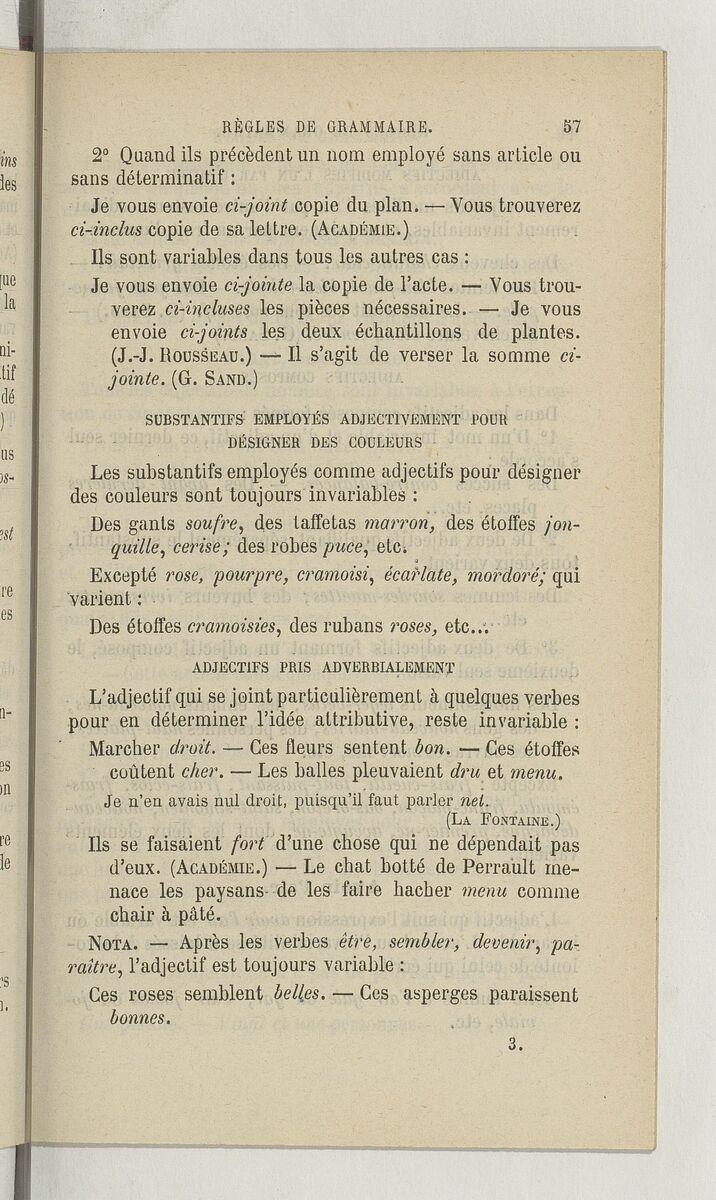 RÈGLES DE GRAMMAIRE. 57
2° Quand ils précèdent un nom employé sans article ou
sans déterminatif :
Je vous envoie ci-joint copie du plan. — Vous trouverez
ci-inclus copie de sa lettre. (ACADÉMIE.)
Ils sont variables dans tous les autres cas :
Je vous envoie ci-jointe la copie de l'acte. — Vous trou-
verez ci-incluses les pièces nécessaires. — Je vous
envoie ci-joints les deux échantillons de plantes.
(J.-J. ROUSSEAU.) — Il s'agit de verser la somme ci-
jointe. (G. SAND.)
SUBSTANTIFS EMPLOYÉS ADJECTIVEMENT POUR
DÉSIGNER DES COULEURS
Les substantifs employés comme adjectifs pour désigner
des couleurs sont toujours invariables :
Des gants soufre, des taffetas marron, des étoffes jon-
quille, cerise; des robes puce, etc.
Excepté rose, pourpre, cramoisi, écarlate, mordoré; qui
varient :
Des étoffes cramoisies, des rubans roses, etc...
ADJECTIFS PRIS ADVERBIALEMENT
L'adjectif qui se joint particulièrement à quelques verbes
pour en déterminer l'idée attributive, reste invariable :
Marcher droit. — Ces fleurs sentent bon. — Ces étoffes
coûtent cher. — Les balles pleuvaient dru et menu.
Je n'en avais nul droit, puisqu'il faut parler net.
(LA FONTAINE.)
Ils se faisaient fort d'une chose qui ne dépendait pas
d'eux. (ACADÉMIE.) — Le chat botté de Perrault me-
nace les paysans de les faire hacher menu comme
chair à pâté.
NOTA. — Après les verbes être, sembler, devenir, pa-
raître, l'adjectif est toujours variable :
Ces roses semblent belles. — Ces asperges paraissent
bonnes.
3.